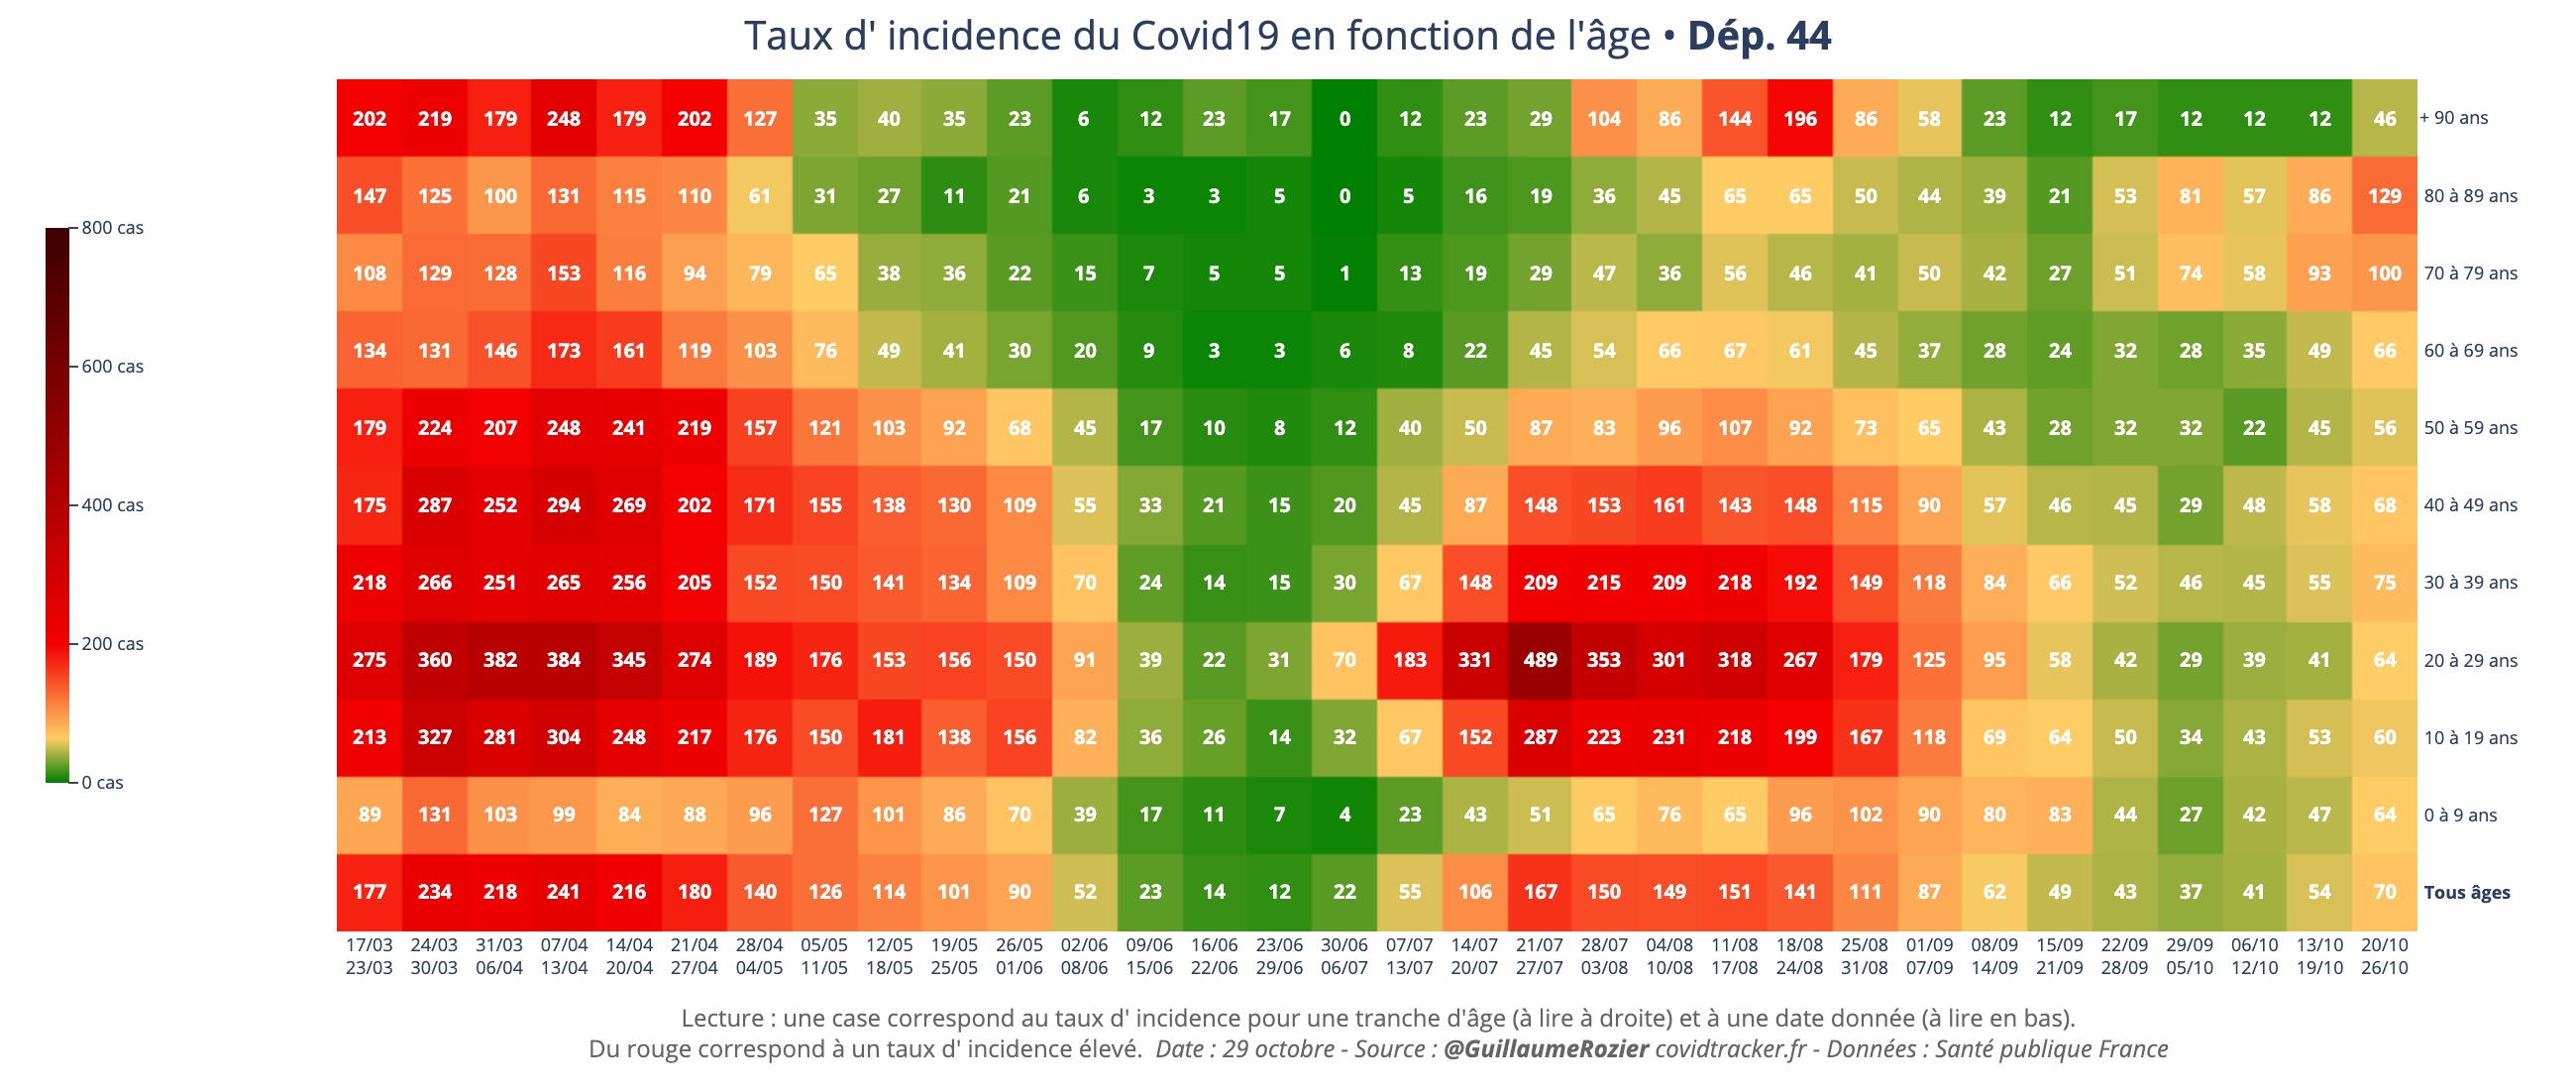 Taux d' incidence du Covid19 en fonction de l'âge • Dép. 44
800 cas
600 cas
400 cas
200 cas
0 cas
202 219 179 248 179 202 127 35 40 35 23 6 12 23 17 0 12 23 29 104 86 144 196 86 58 23 12 17 12 12 12 46 + 90 ans
147 125 100 131 115 110 61 31 27 11 21 6 3 3 5 0 5 16 19 36 45 65 65 50 44 39 21 53 81 57 86 129 80 à 89 ans
108 129 128 153 116 94 79 65 38 36 22 15 7 5 5 1 13 19 29 47 36 56 46 41 50 42 27 51 74 58 93 100 70 à 79 ans
134 131 146 173 161 119 103 76 49 41 30 20 9 3 3 6 8 22 45 54 66 67 61 45 37 28 24 32 28 35 49 66 60 à 69 ans
179 224 207 248 241 219 157 121 103 92 68 45 17 10 8 12 40 50 87 83 96 107 92 73 65 43 28 32 32 22 45 56 50 à 59 ans
175 287 252 294 269 202 171 155 138 130 109 55 33 21 15 20 45 87 148 153 161 143 148 115 90 57 46 45 29 48 58 68 40 à 49 ans
218 266 251 265 256 205 152 150 141 134 109 70 24 14 15 30 67 148 209 215 209 218 192 149 118 84 66 52 46 45 55 75 30 à 39 ans
275 360 382 384 345 274 189 176 153 156 150 91 39 22 31 70 183 331 489 353 301 318 267 179 125 95 58 42 29 39 41 64 20 à 29 ans
213 327 281 304 248 217 176 150 181 138 156 82 36 26 14 32 67 152 287 223 231 218 199 167 118 69 64 50 34 43 53 60 10 à 19 ans
89 131 103 99 84 88 96 127 101 86 70 39 17 11 7 4 23 43 51 65 76 65 96 102 90 80 83 44 27 42 47 64 0 à 9 ans
177 234 218 241 216 180 140 126 114 101 90 52 23 14 12 22 55 106 167 150 149 151 141 111 87 62 49 43 37 41 54 70 Tous âges
17/03 24/03 31/03 07/04 14/04 21/04 28/04 05/05 12/05 19/05 26/05 02/06 09/06 16/06 23/06 30/06 07/07 14/07 21/07 28/07 04/08 11/08 18/08 25/08 01/09 08/09 15/09 22/09 29/09 06/10 13/10 20/10
23/03 30/03 06/04 13/04 20/04 27/04 04/05 11/05 18/05 25/05 01/06 08/06 15/06 22/06 29/06 06/07 13/07 20/07 27/07 03/08 10/08 17/08 24/08 31/08 07/09 14/09 21/09 28/09 05/10 12/10 19/10 26/10
Lecture : une case correspond au taux d' incidence pour une tranche d'âge (à lire à droite) et à une date donnée (à lire en bas).
Du rouge correspond à un taux d' incidence élevé. Date : 29 octobre - Source : @GuillaumeRozier covidtracker.fr - Données : Santé publique France